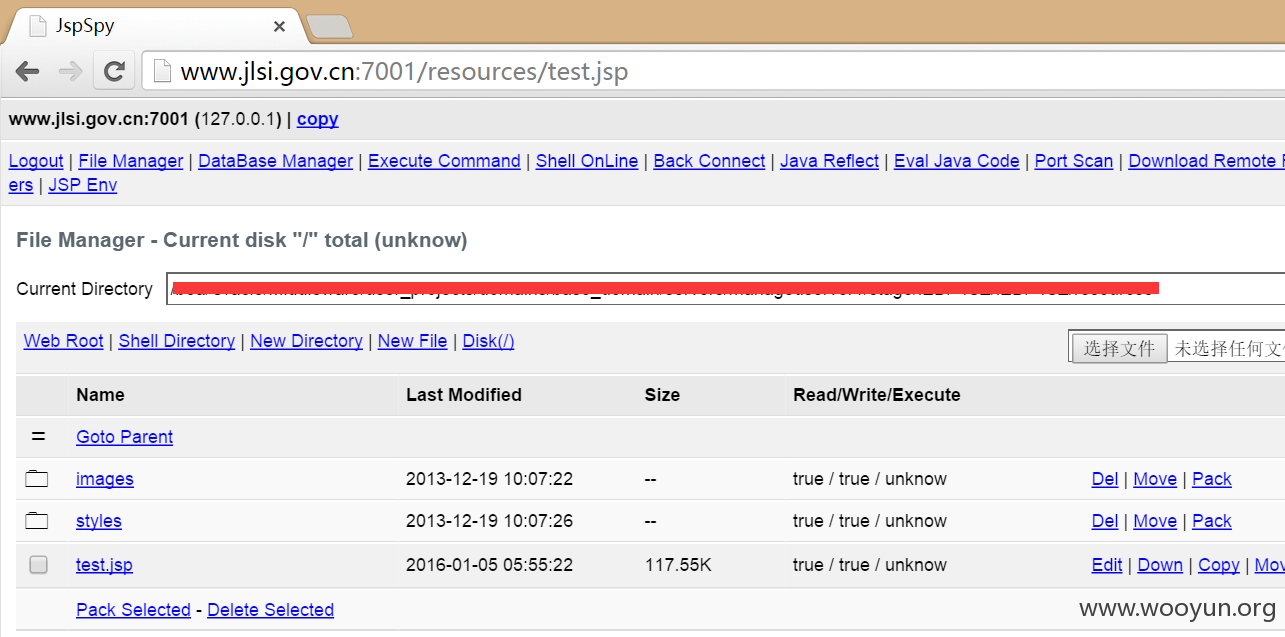 JspSpy
www.jlsi.gov.cn:7001/resources/test.jsp
www.jlsi.gov.cn:7001 (127.0.0.1) | copy
Logout | File Manager | DataBase Manager | Execute Command | Shell OnLine | Back Connect | Java Reflect | Eval Java Code | Port Scan | Download Remote F
ers | JSP Env
File Manager - Current disk "/" total (unknow)
Current Directory
Web Root | Shell Directory | New Directory | New File | Disk(/)
选择文件 未选择任何文
Name Last Modified Size Read/Write/Execute
= Goto Parent
images 2013-12-19 10:07:22 -- true / true / unknow Del | Move | Pack
styles 2013-12-19 10:07:26 -- true / true / unknow Del | Move | Pack
test.jsp 2016-01-05 05:55:22 117.55K true / true / unknow Edit | Down | Copy | Mov
Pack Selected - Delete Selected
www.wooyun.org